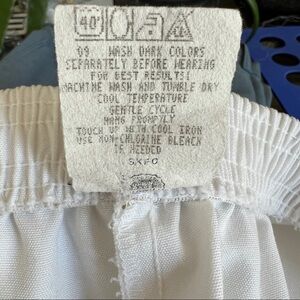 40°
09 WASH DARK COLORS
SEPARATELY BEFORE WEARING
FOR BEST RESULTS!
MACHINE WASH AND TUMBLE DRY
COOL TEMPERATURE
GENTLE CYCLE
HANG PROMPTLY
TOUCH UP WITH COOL IRON
USE NON-CHLORINE BLEACH
IF NEEDED